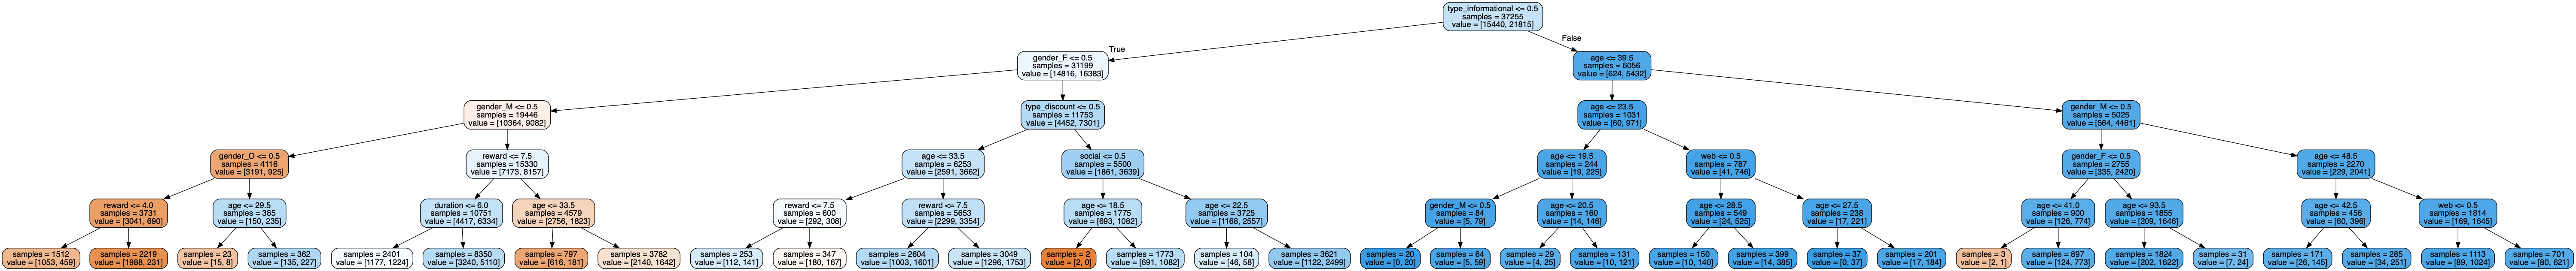 type_informational <= 0.5
samples = 37255
value = [15440, 21815]
True
False
gender_F <= 0.5
samples = 31199
value = [14816, 16383]
age <= 39.5
samples = 6056
value = [624, 5432]
gender_M <= 0.5
samples = 19446
value = [10364, 9082]
type_discount <= 0.5
samples = 11753
value = [4452, 7301]
age <= 23.5
samples = 1031
value = [60, 971]
gender_M <= 0.5
samples = 5025
value = [564, 4461]
gender_O <= 0.5
samples = 4116
value = [3191, 925]
reward <= 7.5
samples = 15330
value = [7173, 8157]
age <= 33.5
samples = 6253
value = [2591, 3662]
social <= 0.5
samples = 5500
value = [1861, 3639]
age <= 19.5
samples = 244
value = [19, 225]
web <= 0.5
samples = 787
value = [41, 746]
gender_F <= 0.5
samples = 2755
value = [335, 2420]
age <= 48.5
samples = 2270
value = [229, 2041]
reward <= 4.0
samples = 3731
value = [3041, 690]
age <= 29.5
samples = 385
value = [150, 235]
duration <= 6.0
samples = 10751
value = [4417, 6334]
age <= 33.5
samples = 4579
value = [2756, 1823]
reward <= 7.5
samples = 600
value = [292, 308]
reward <= 7.5
samples = 5653
value = [2299, 3354]
age <= 18.5
samples = 1775
value = [693, 1082]
age <= 22.5
samples = 3725
value = [1168, 2557]
gender_M <= 0.5
samples = 84
value = [5, 79]
age <= 20.5
samples = 160
value = [14, 146]
age <= 28.5
samples = 549
value = [24, 525]
age <= 27.5
samples = 238
value = [17, 221]
age <= 41.0
samples = 900
value = [126, 774]
age <= 93.5
samples = 1855
value = [209, 1646]
age <= 42.5
samples = 456
value = [60, 396]
web <= 0.5
samples = 1814
value = [169, 1645]
samples = 1512
value = [1053, 459]
samples = 2219
value = [1988, 231]
samples = 23
value = [15, 8]
samples = 362
value = [135, 227]
samples = 2401
value = [1177, 1224]
samples = 8350
value = [3240, 5110]
samples = 797
value = [616, 181]
samples = 3782
value = [2140, 1642]
samples = 253
value = [112, 141]
samples = 347
value = [180, 167]
samples = 2604
value = [1003, 1601]
samples = 3049
value = [1296, 1753]
samples = 2
value = [2, 0]
samples = 1773
value = [691, 1082]
samples = 104
value = [46, 58]
samples = 3621
value = [1122, 2499]
samples = 20
value = [0, 20]
samples = 64
value = [5, 59]
samples = 29
value = [4, 25]
samples = 131
value = [10, 121]
samples = 150
value = [10, 140]
samples = 399
value = [14, 385]
samples = 37
value = [0, 37]
samples = 201
value = [17, 184]
samples = 3
value = [2, 1]
samples = 897
value = [124, 773]
samples = 1824
value = [202, 1622]
samples = 31
value = [7, 24]
samples = 171
value = [26, 145]
samples = 285
value = [34, 251]
samples = 1113
value = [89, 1024]
samples = 701
value = [80, 621]